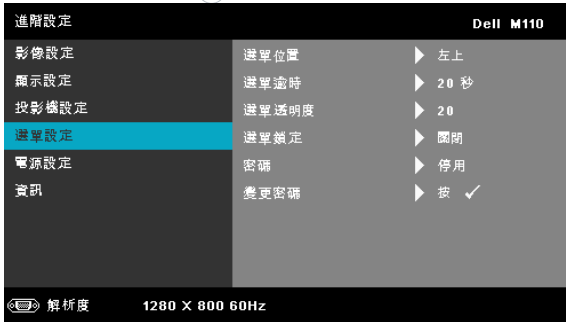 進階設定 Dell M110
影像設定 選單位置 左上
顯示設定 選單逾時 20 秒
投影機設定 選單透明度 20
選單設定 選單鎖定 關閉
電源設定 密碼 停用
資訊 變更密碼 按 ✓
解析度 1280 X 800 60Hz